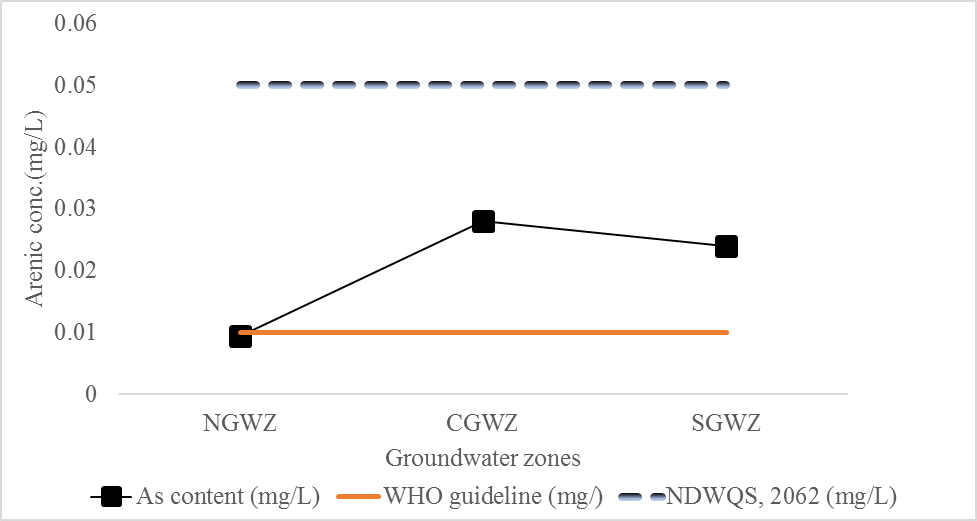 0.06
0.05
0.04
0.03
0.02
0.01
0
Arenic conc.(mg/L)
NGWZ CGWZ SGWZ
Groundwater zones
As content (mg/L) WHO guideline (mg/) NDWQS, 2062 (mg/L)